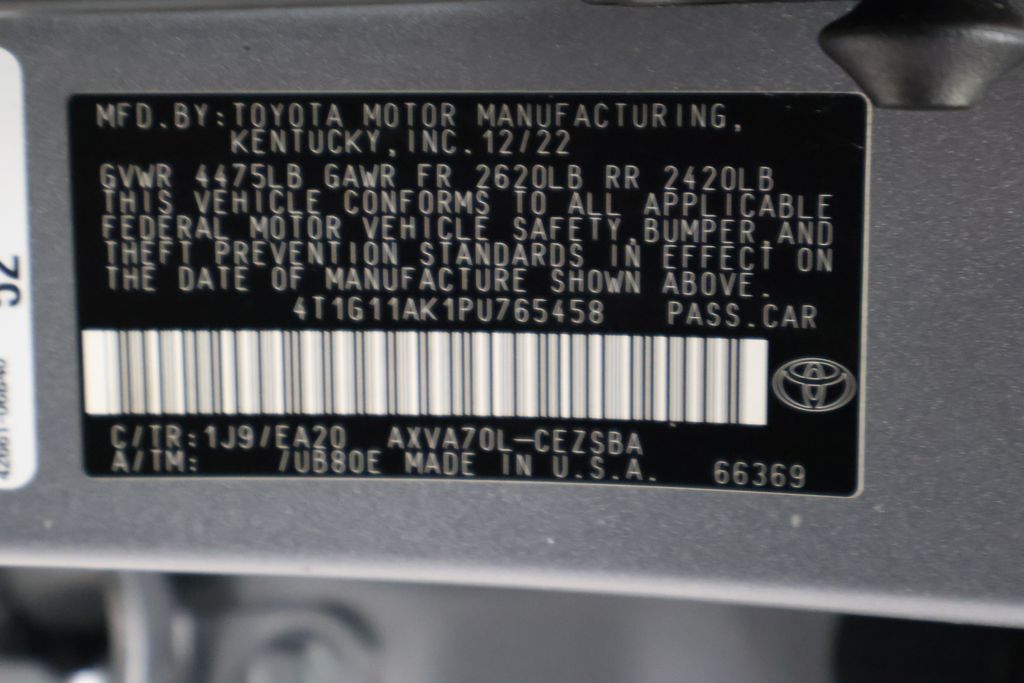 MFD.BY:TOYOTA MOTOR MANUFACTURING,
KENTUCKY, INC. 12/22
GVWR 4475LB GAWR FR 2620LB RR 2420LB
THIS VEHICLE CONFORMS TO ALL APPLICABLE
FEDERAL MOTOR VEHICLE SAFETY,BUMPER,AND
THEFT PREVENTION STANDARDS IN EFFECT ON
THE DATE OF MANUFACTURE SHOWN ABOVE.
4T1G11AK1PU765458 PASS.CAR
C/TR:1J9/EA20 AXVA70L-CEZSBA
A/TM: 7UB80E MADE IN U.S.A. 66369
52